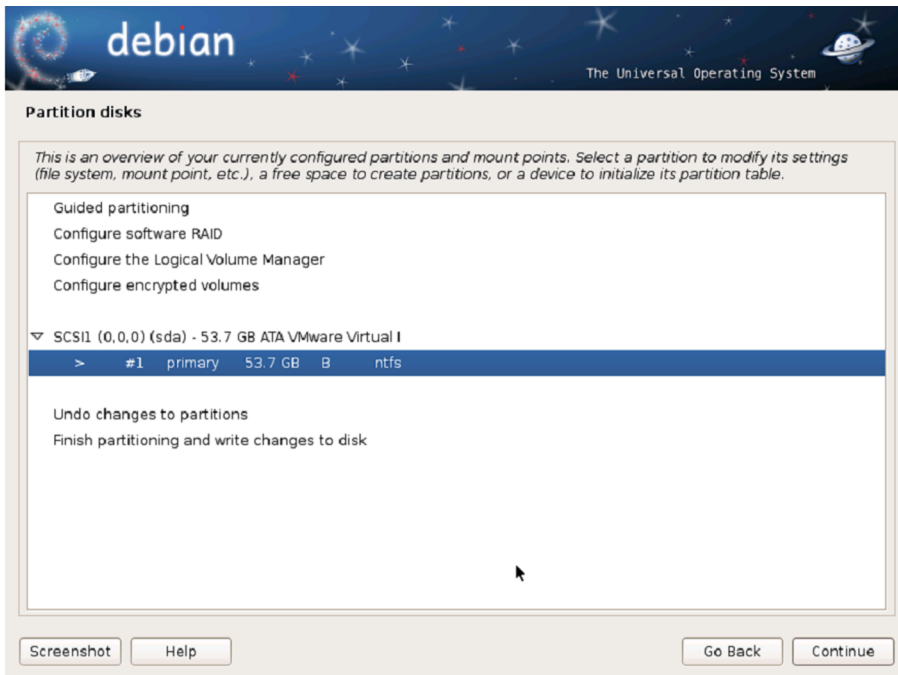 debian
The Universal Operating System
Partition disks
This is an overview of your currently configured partitions and mount points. Select a partition to modify its settings
(file system, mount point, etc.), a free space to create partitions, or a device to initialize its partition table.
Guided partitioning
Configure software RAID
Configure the Logical Volume Manager
Configure encrypted volumes
SCSI1 (0,0,0) (sda) - 53.7 GB ATA VMware Virtual I
> #1 primary 53.7 GB B ntfs
Undo changes to partitions
Finish partitioning and write changes to disk
Screenshot Help Go Back Continue